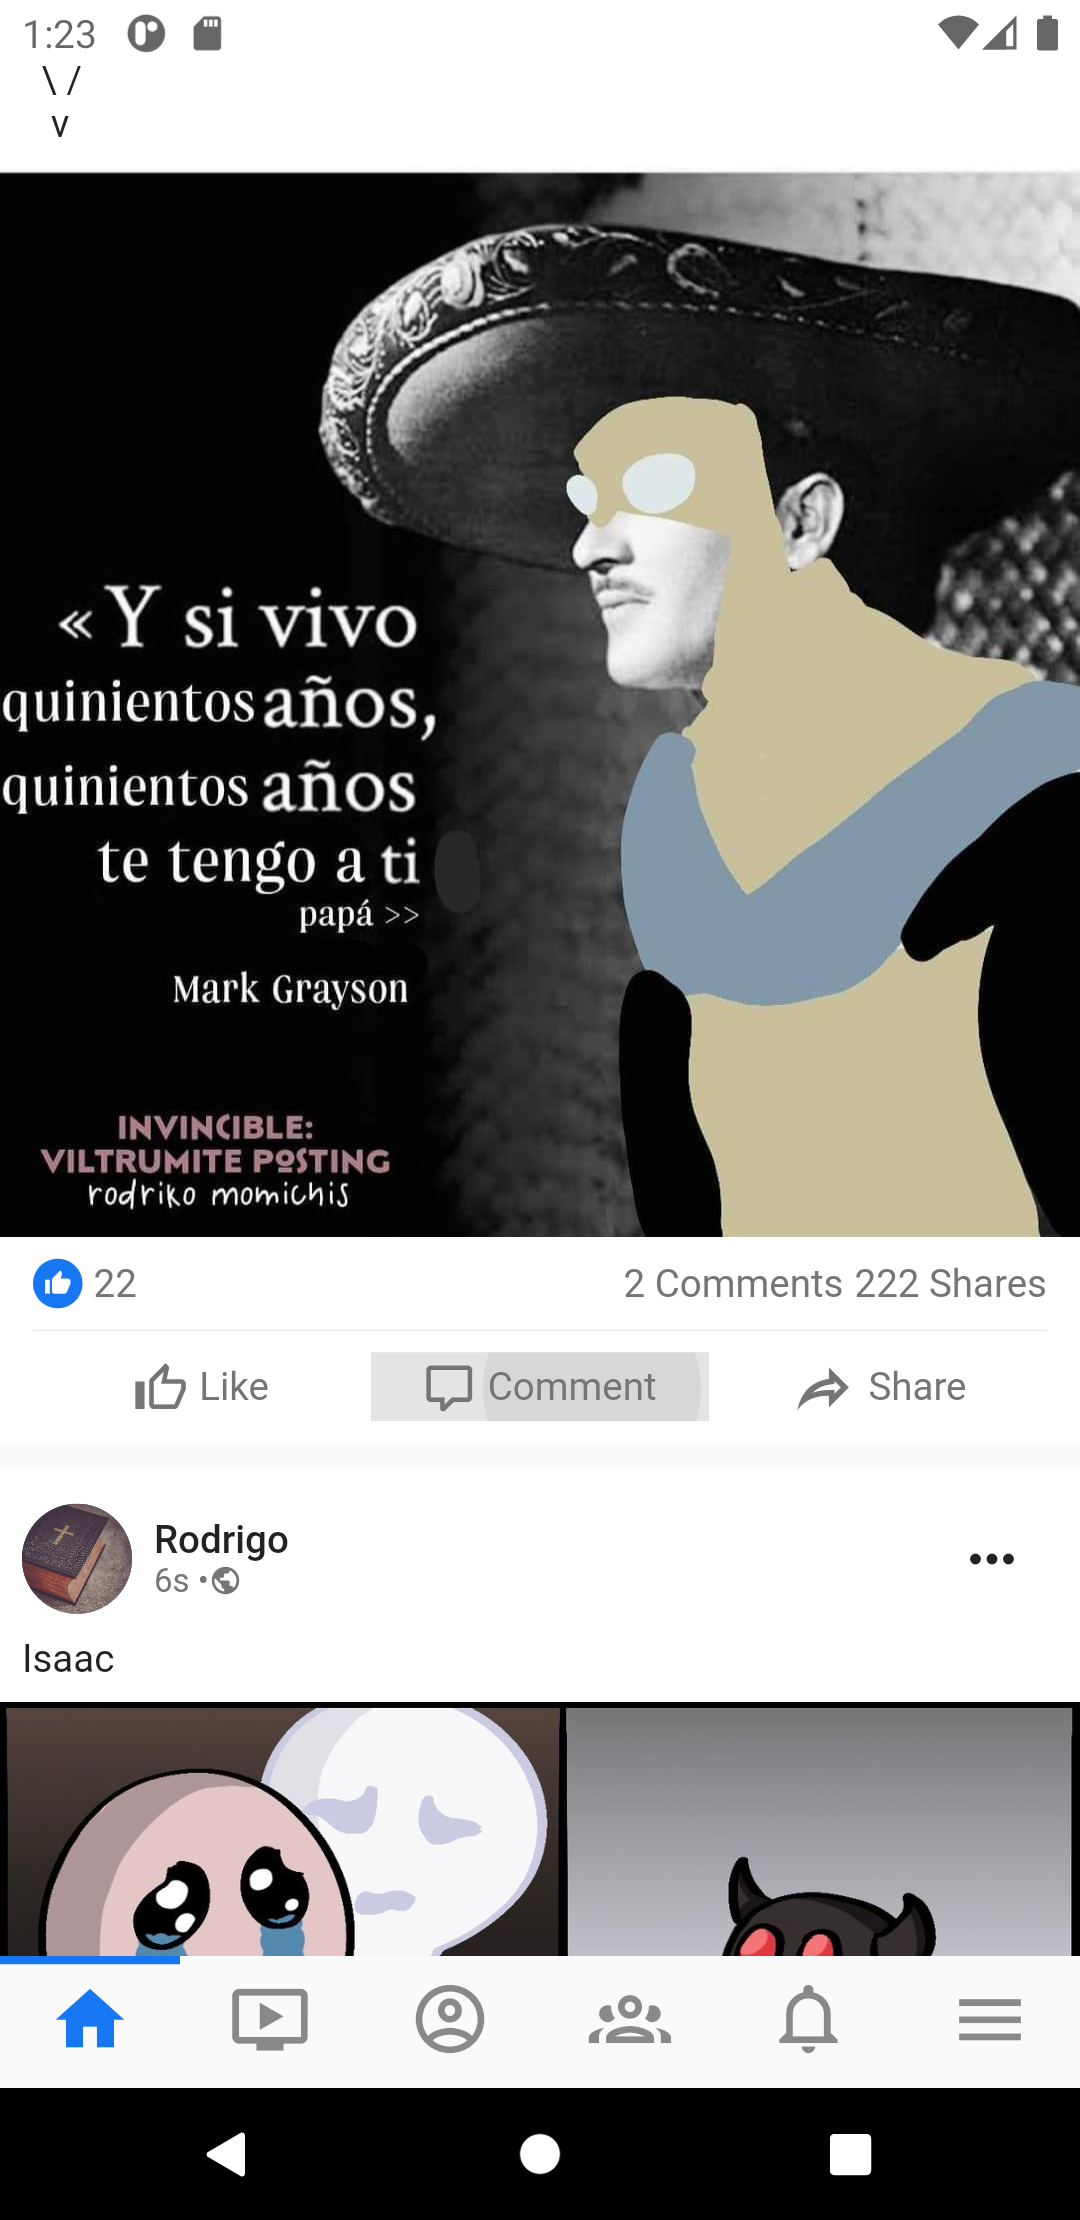 1:23
\ /
v
« Y si vivo
quinientos años,
quinientos años
te tengo a ti
papá >>
Mark Grayson
INVINCIBLE:
VILTRUMITE POSTING
rodriko momichis
22
2 Comments 222 Shares
Like Comment Share
Rodrigo
6s •
Isaac